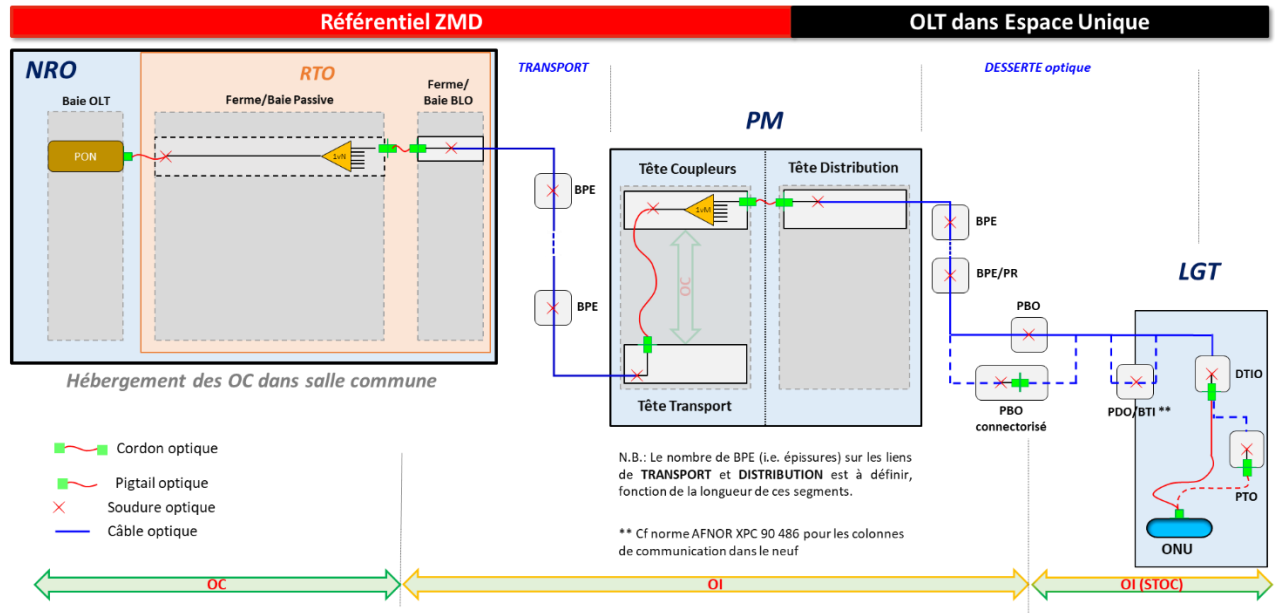 Référentiel ZMD
OLT dans Espace Unique
NRO
RTO
Baie OLT
Ferme/Baie Passive
Ferme/
Baie BLO
PON
1vN
Hébergement des OC dans salle commune
TRANSPORT
BPE
BPE
PM
Tête Coupleurs
Tête Distribution
1vM
OC
Tête Transport
DESSERTE optique
BPE
BPE/PR
PBO
PBO
connectorisé
PDO/BTI **
LGT
DTIO
PTO
ONU
Cordon optique
Pigtail optique
Soudure optique
Câble optique
N.B.: Le nombre de BPE (i.e. épissures) sur les liens
de TRANSPORT et DISTRIBUTION est à définir,
fonction de la longueur de ces segments.
** Cf norme AFNOR XPC 90 486 pour les colonnes
de communication dans le neuf
OC
OI
OI (STOC)